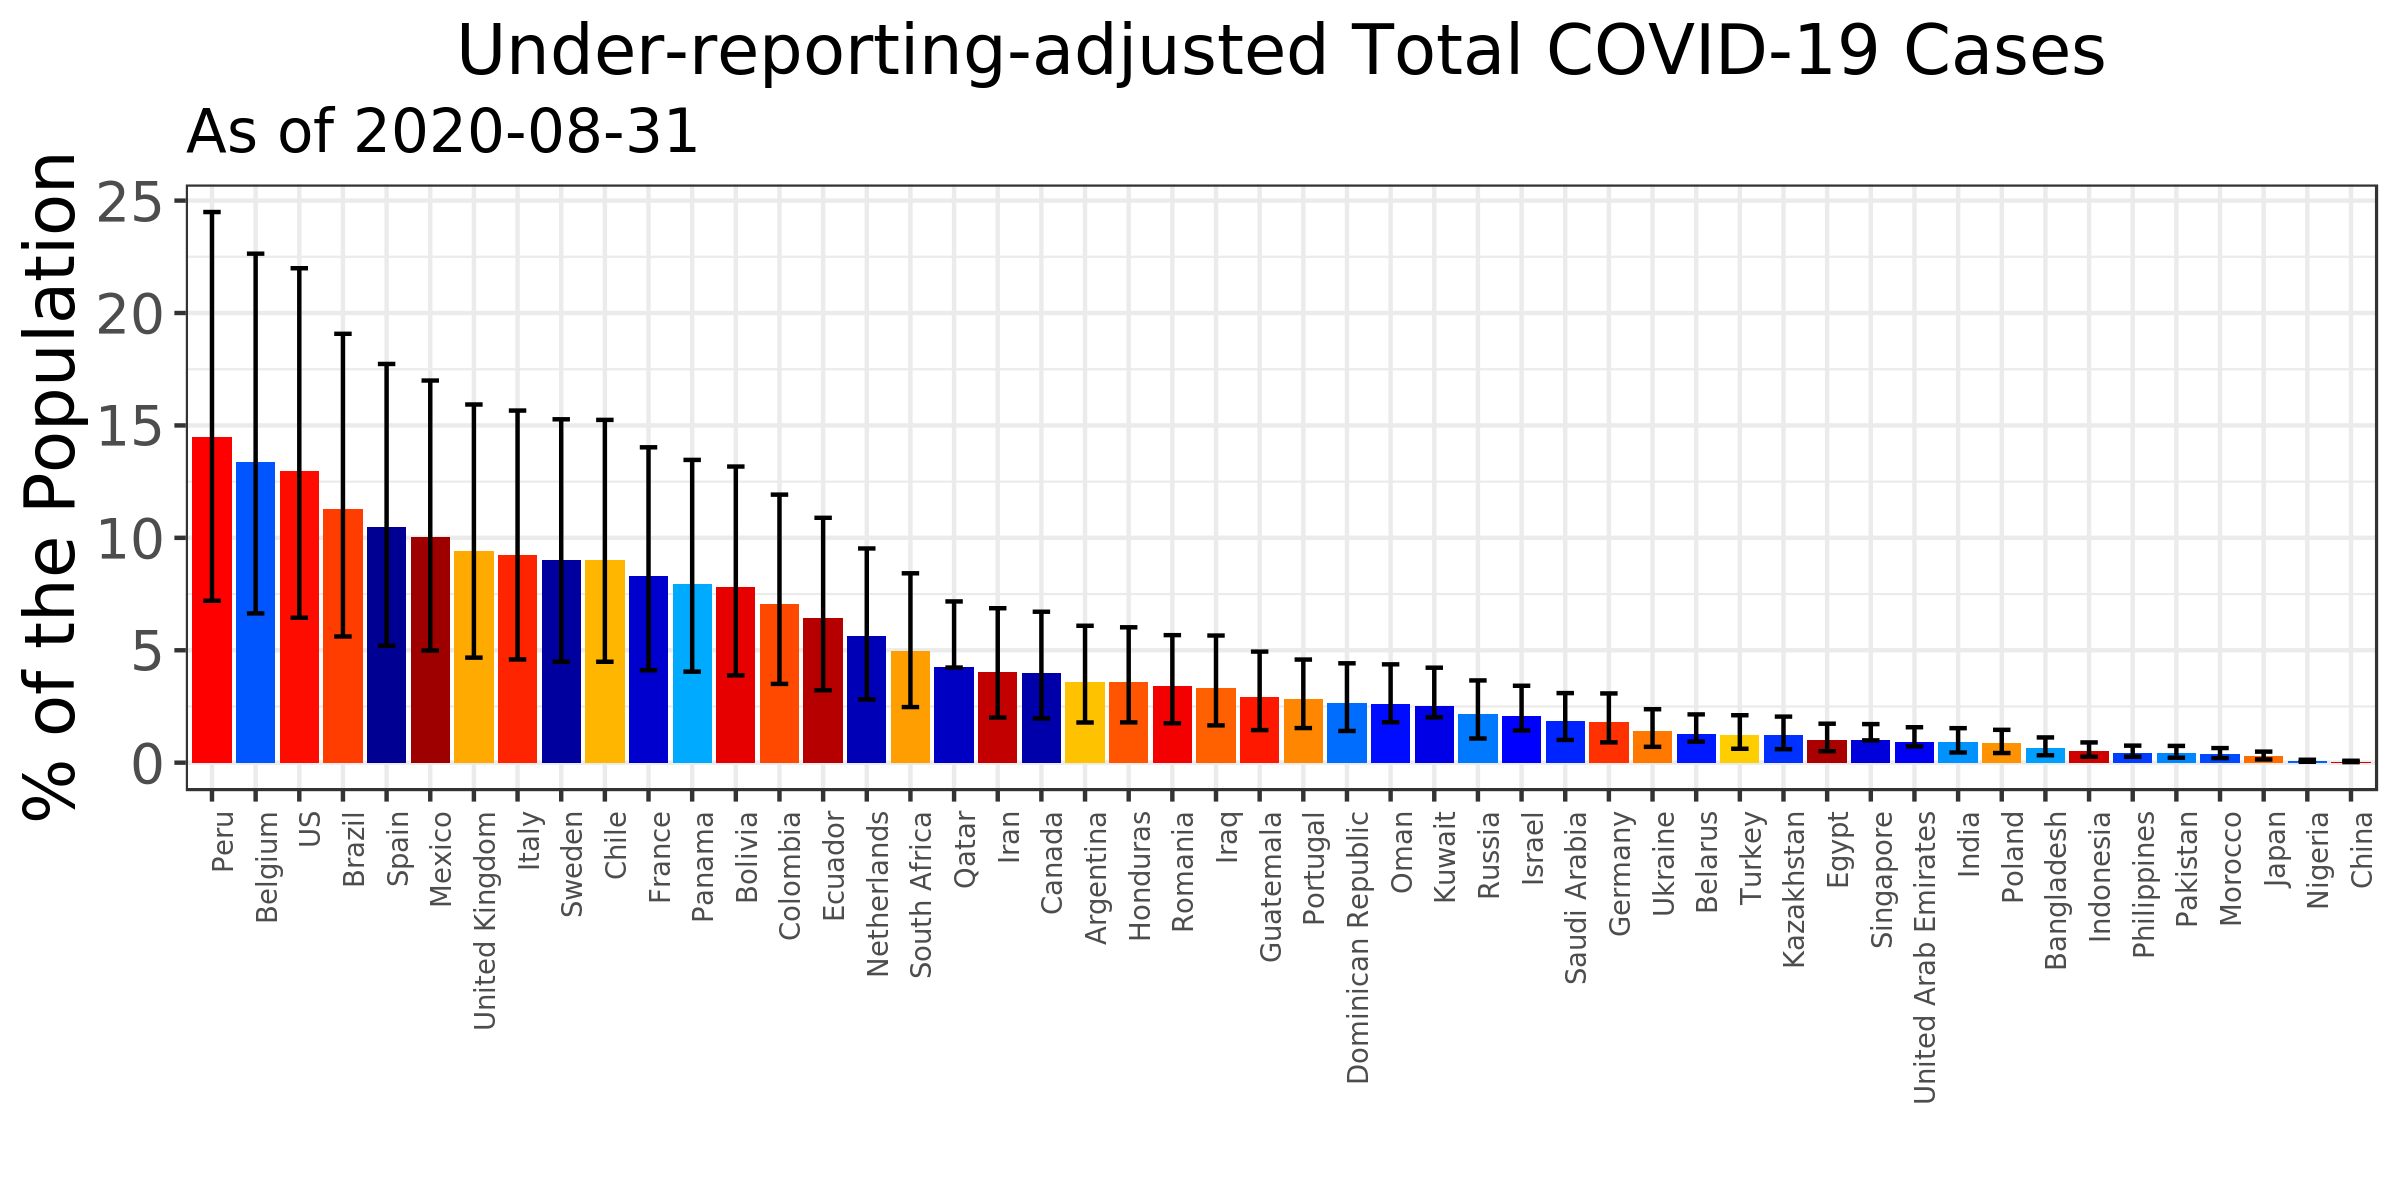 Under-reporting-adjusted Total COVID-19 Cases
As of 2020-08-31
% of the Population
25
20
15
10
5
0
Peru
Belgium
US
Brazil
Spain
Mexico
United Kingdom
Italy
Sweden
Chile
France
Panama
Bolivia
Colombia
Ecuador
Netherlands
South Africa
Qatar
Iran
Canada
Argentina
Honduras
Romania
Iraq
Guatemala
Portugal
Dominican Republic
Oman
Kuwait
Russia
Israel
Saudi Arabia
Germany
Ukraine
Belarus
Turkey
Kazakhstan
Egypt
Singapore
United Arab Emirates
India
Poland
Bangladesh
Indonesia
Philippines
Pakistan
Morocco
Japan
Nigeria
China